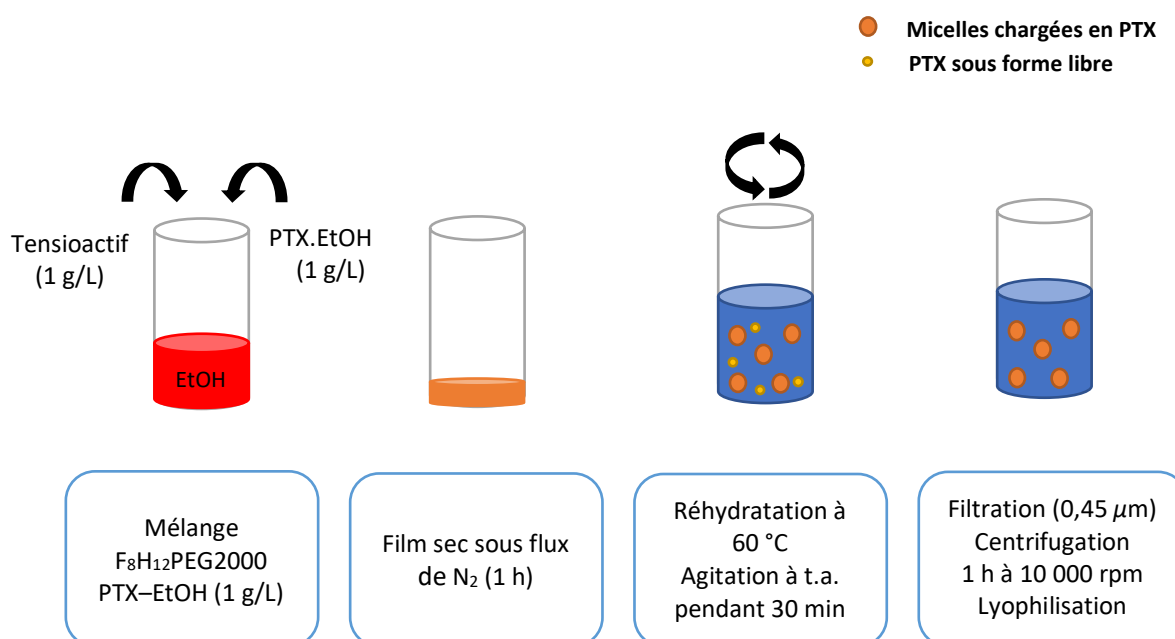 Micelles chargées en PTX
PTX sous forme libre
Tensioactif
(1 g/L)
PTX.EtOH
(1 g/L)
EtOH
Mélange
F₈H₁₂PEG2000
PTX–EtOH (1 g/L)
Film sec sous flux
de N₂ (1 h)
Réhydratation à
60 °C
Agitation à t.a.
pendant 30 min
Filtration (0,45 µm)
Centrifugation
1 h à 10 000 rpm
Lyophilisation